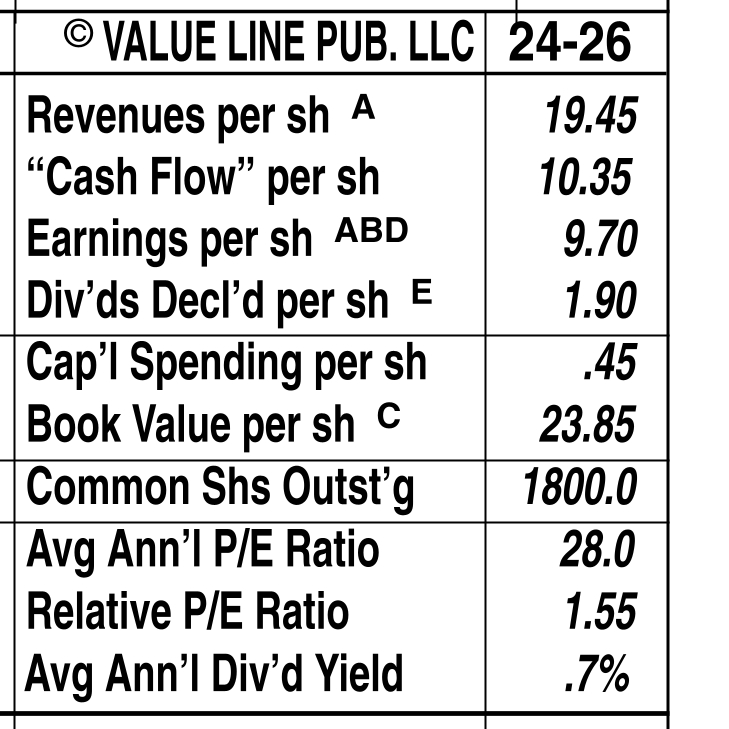 © VALUE LINE PUB. LLC 24-26
Revenues per sh A 19.45
“Cash Flow” per sh 10.35
Earnings per sh ABD 9.70
Div’ds Decl’d per sh E 1.90
Cap’l Spending per sh .45
Book Value per sh C 23.85
Common Shs Outst’g 1800.0
Avg Ann’l P/E Ratio 28.0
Relative P/E Ratio 1.55
Avg Ann’l Div’d Yield .7%